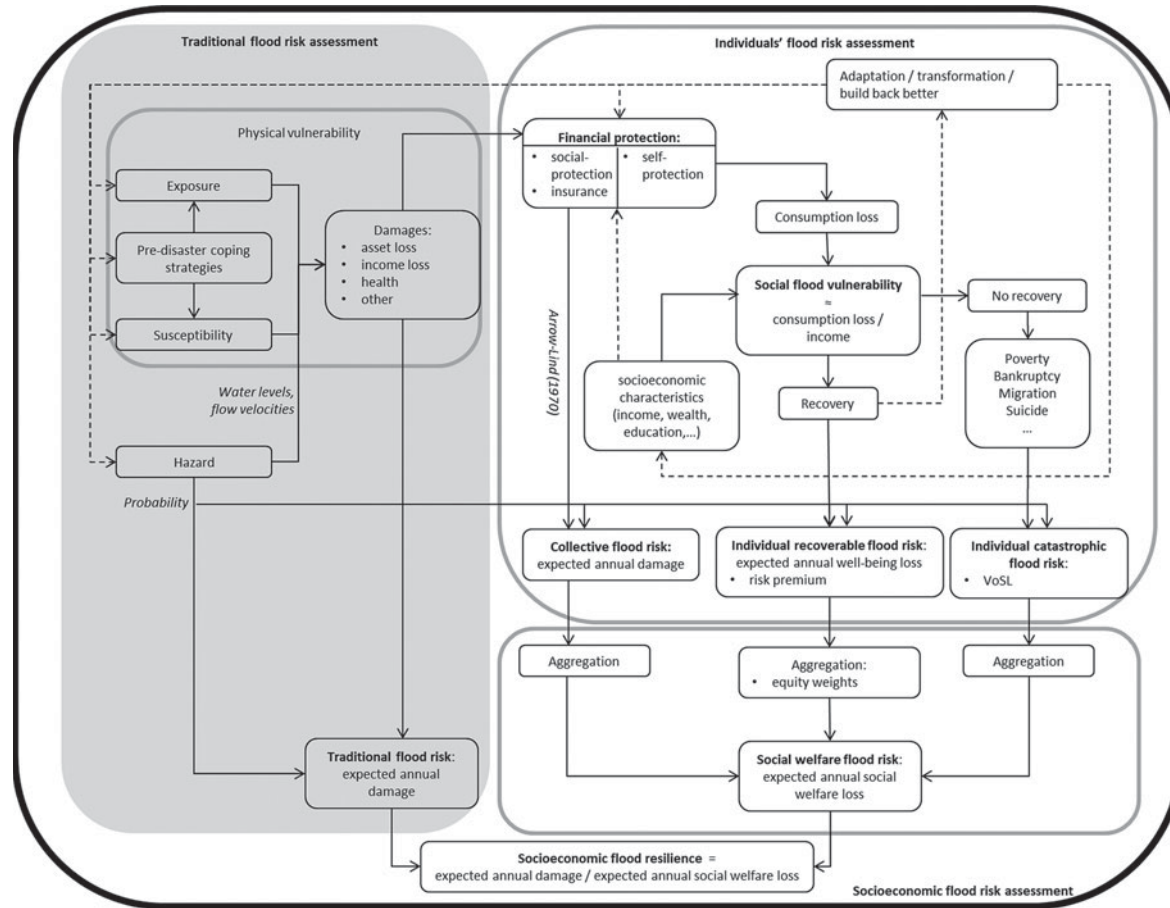 Traditional flood risk assessment
Individuals' flood risk assessment
Adaptation / transformation /
build back better
Physical vulnerability
Financial protection:
• social-
protection
• insurance
• self-
protection
Exposure
Consumption loss
Damages:
• asset loss
• income loss
• health
• other
Pre-disaster coping
strategies
Social flood vulnerability
=
consumption loss /
income
No recovery
Susceptibility
Arrow-Lind (1970)
Poverty
Bankruptcy
Migration
Suicide
...
socioeconomic
characteristics
(income, wealth,
education,...)
Water levels,
flow velocities
Recovery
Hazard
Probability
Collective flood risk:
expected annual damage
Individual recoverable flood risk:
expected annual well-being loss
• risk premium
Individual catastrophic
flood risk:
• VoSL
Aggregation
Aggregation:
• equity weights
Aggregation
Traditional flood risk:
expected annual
damage
Social welfare flood risk:
expected annual social
welfare loss
Socioeconomic flood resilience =
expected annual damage / expected annual social welfare loss
Socioeconomic flood risk assessment